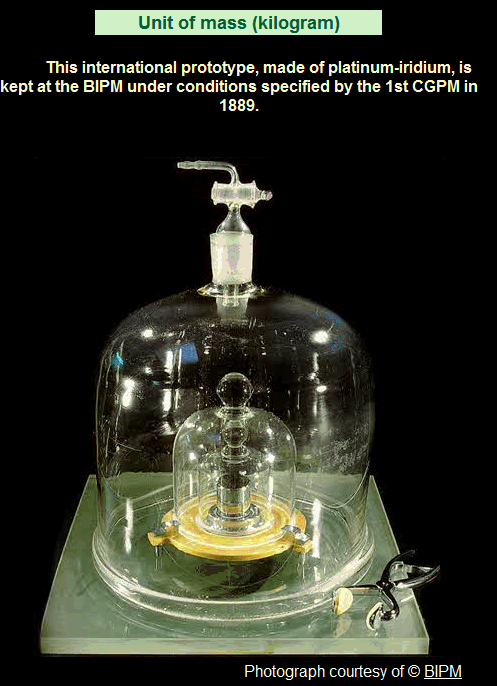 Unit of mass (kilogram)
This international prototype, made of platinum-iridium, is
kept at the BIPM under conditions specified by the 1st CGPM in
1889.
Photograph courtesy of © BIPM